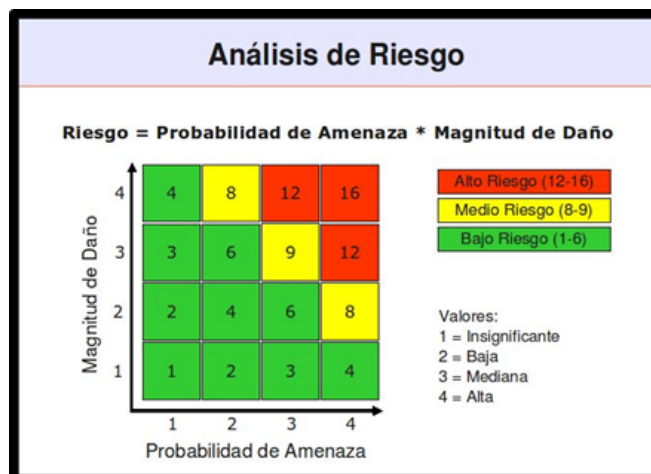 Análisis de Riesgo
Riesgo = Probabilidad de Amenaza * Magnitud de Daño
Magnitud de Daño
4 4 8 12 16
3 3 6 9 12
2 2 4 6 8
1 1 2 3 4
1 2 3 4
Probabilidad de Amenaza
Alto Riesgo (12-16)
Medio Riesgo (8-9)
Bajo Riesgo (1-6)
Valores:
1 = Insignificante
2 = Baja
3 = Mediana
4 = Alta